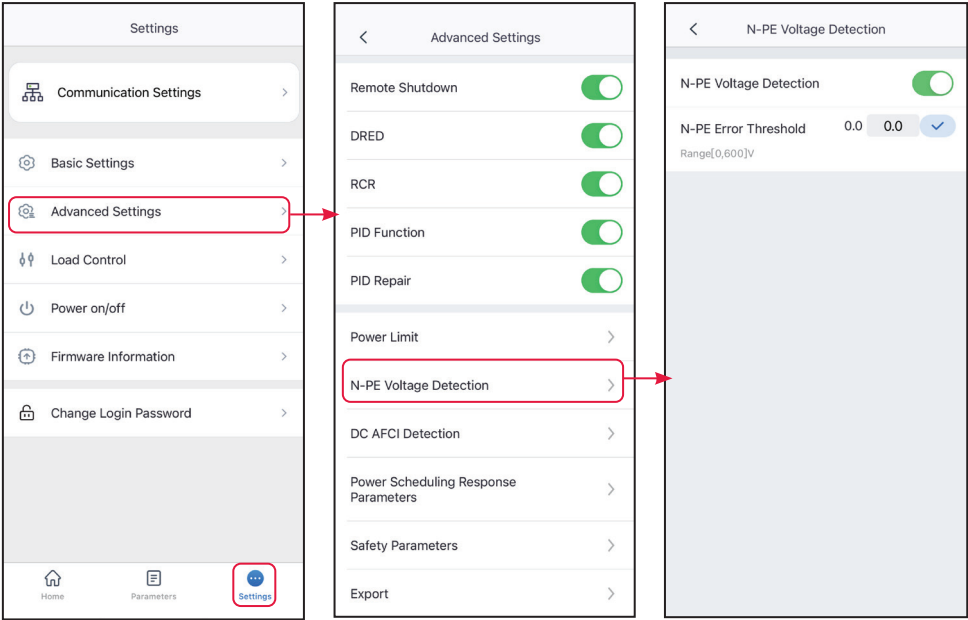 Settings
Communication Settings
Basic Settings
Advanced Settings
Load Control
Power on/off
Firmware Information
Change Login Password
Home
Parameters
Settings
Advanced Settings
Remote Shutdown
DRED
RCR
PID Function
PID Repair
Power Limit
N-PE Voltage Detection
DC AFCI Detection
Power Scheduling Response
Parameters
Safety Parameters
Export
N-PE Voltage Detection
N-PE Voltage Detection
N-PE Error Threshold 0.0 0.0
Range[0,600]V